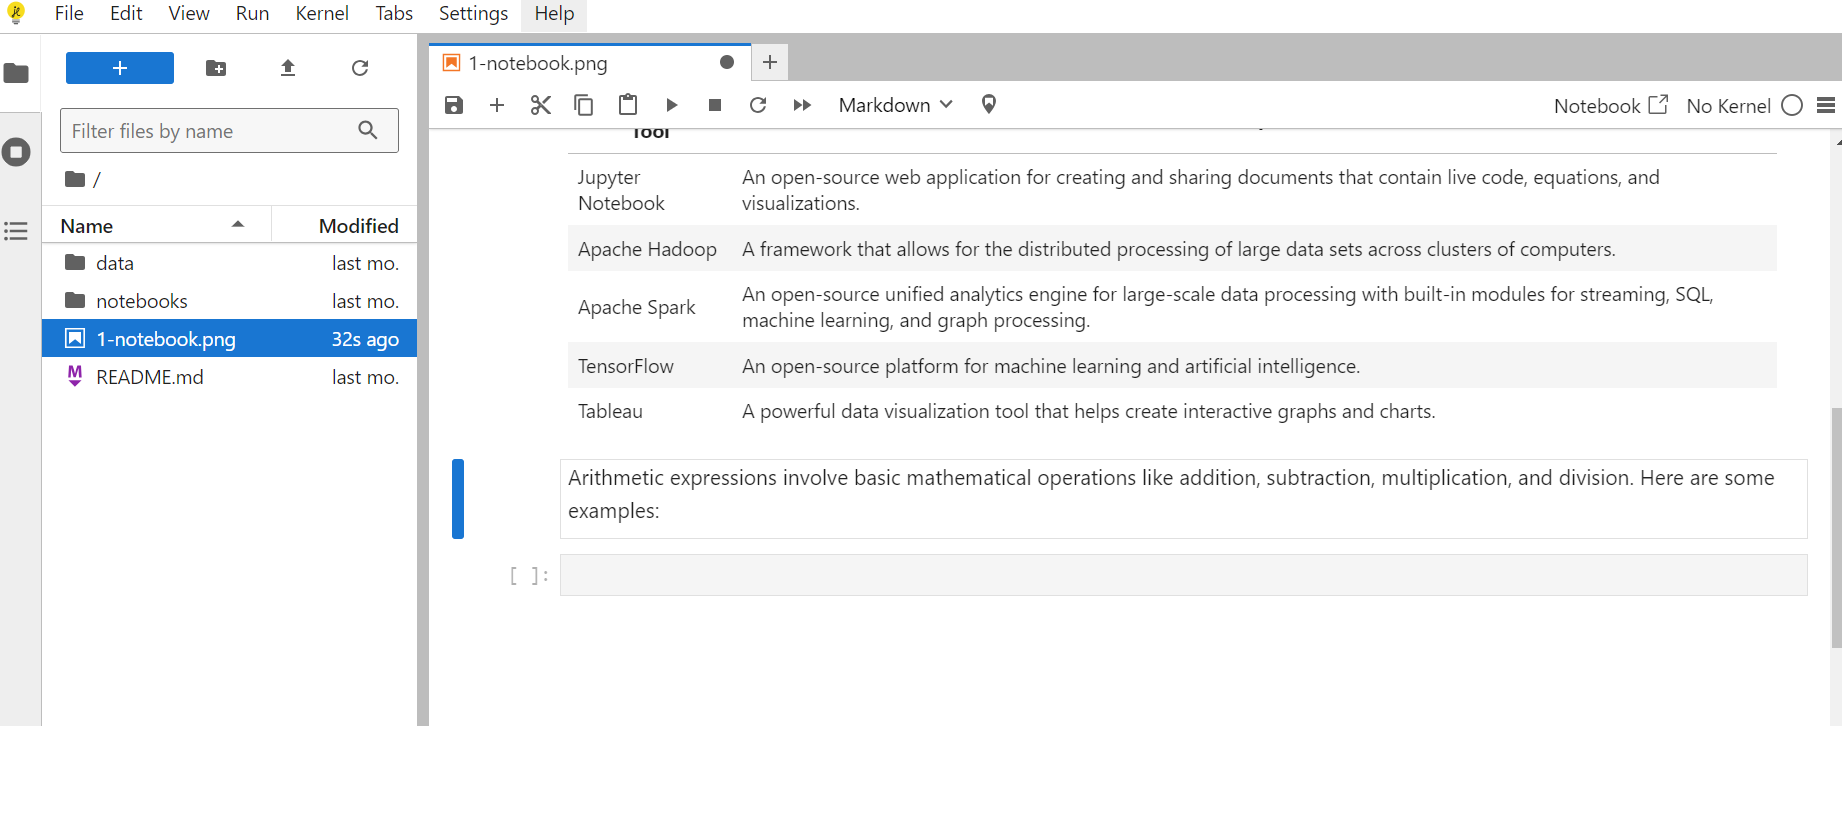 File Edit View Run Kernel Tabs Settings Help
Filter files by name
/
Name Modified
data last mo.
notebooks last mo.
1-notebook.png 32s ago
README.md last mo.
1-notebook.png
Markdown Notebook No Kernel
Tool
Jupyter
Notebook
An open-source web application for creating and sharing documents that contain live code, equations, and
visualizations.
Apache Hadoop A framework that allows for the distributed processing of large data sets across clusters of computers.
Apache Spark
An open-source unified analytics engine for large-scale data processing with built-in modules for streaming, SQL,
machine learning, and graph processing.
TensorFlow An open-source platform for machine learning and artificial intelligence.
Tableau A powerful data visualization tool that helps create interactive graphs and charts.
Arithmetic expressions involve basic mathematical operations like addition, subtraction, multiplication, and division. Here are some
examples:
[ ]: